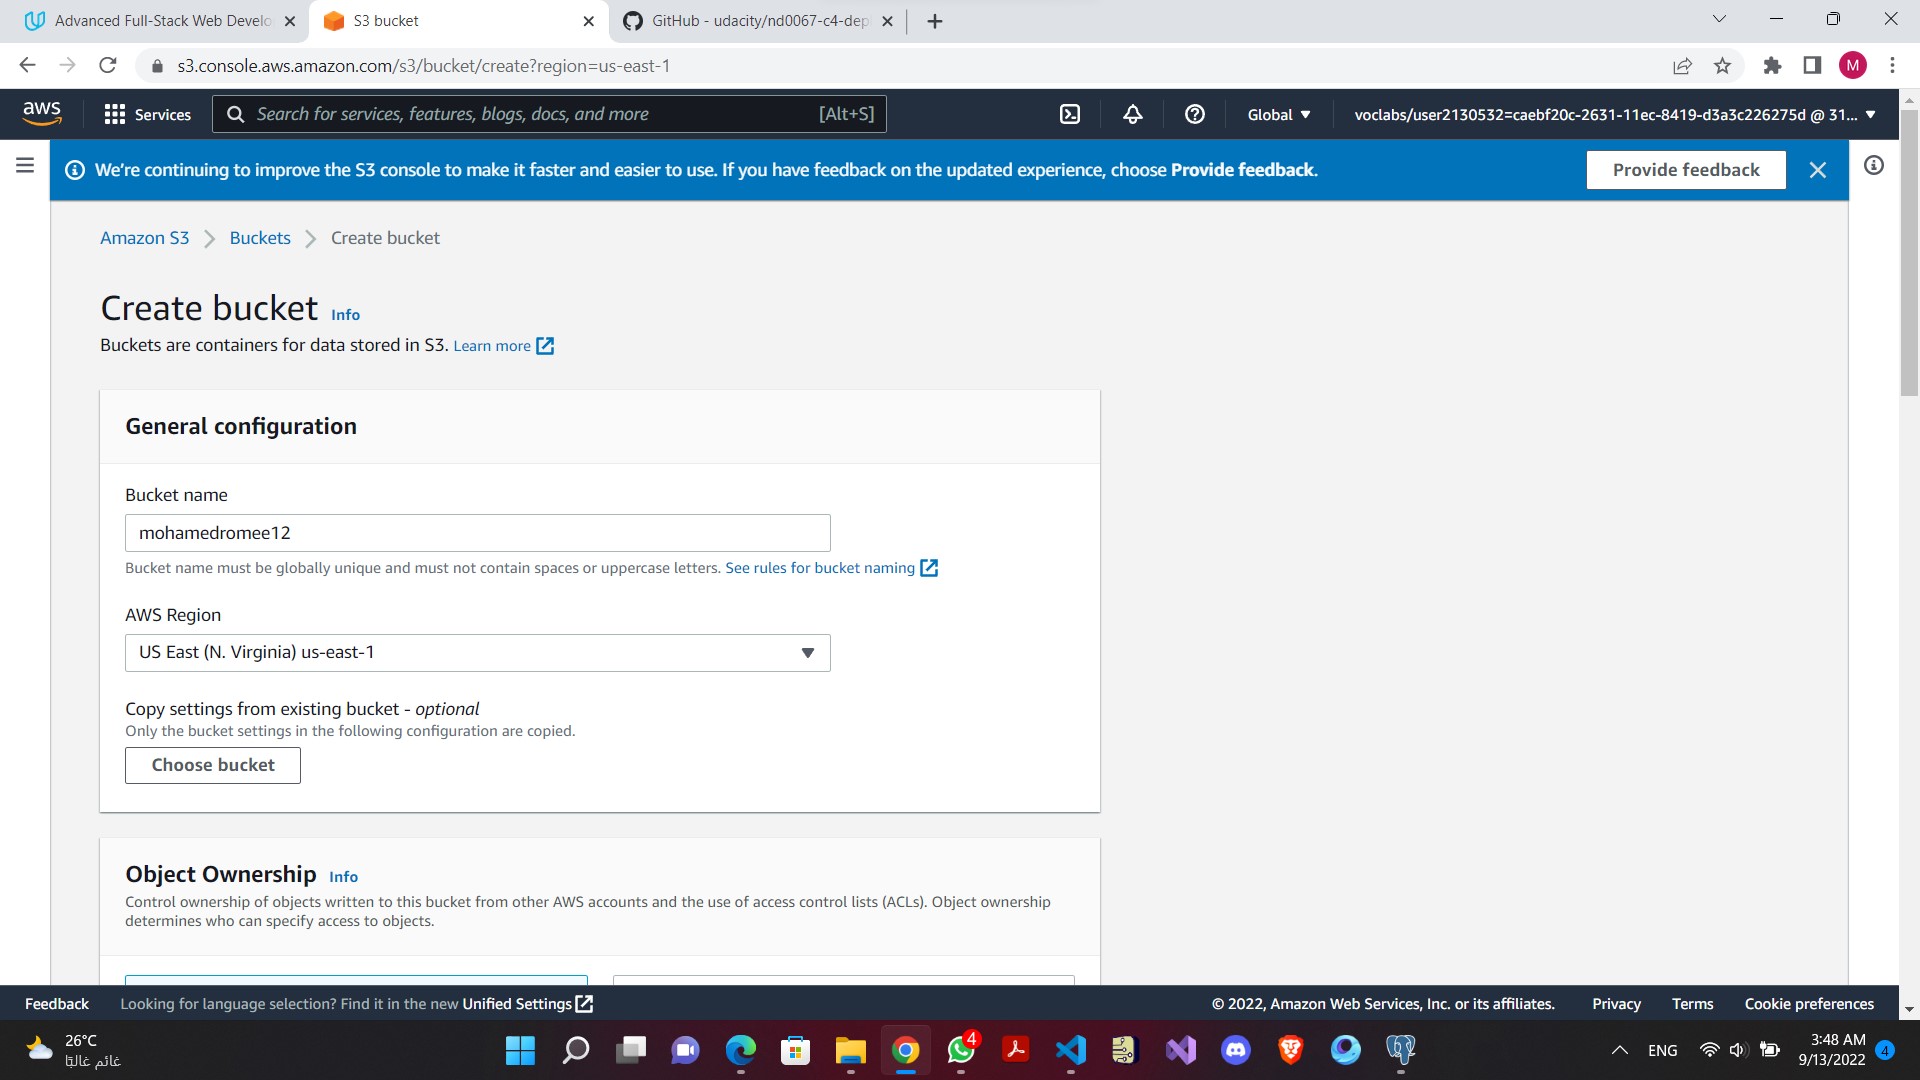 Advanced Full-Stack Web Develo
S3 bucket
GitHub - udacity/nd0067-c4-dep
s3.console.aws.amazon.com/s3/bucket/create?region=us-east-1
M
aws
Services
Search for services, features, blogs, docs, and more
[Alt+S]
Global
voclabs/user2130532=caebf20c-2631-11ec-8419-d3a3c226275d @ 31...
We're continuing to improve the S3 console to make it faster and easier to use. If you have feedback on the updated experience, choose Provide feedback.
Provide feedback
Amazon S3
Buckets
Create bucket
Create bucket Info
Buckets are containers for data stored in S3. Learn more
General configuration
Bucket name
mohamedromee12
Bucket name must be globally unique and must not contain spaces or uppercase letters. See rules for bucket naming
AWS Region
US East (N. Virginia) us-east-1
Copy settings from existing bucket - optional
Only the bucket settings in the following configuration are copied.
Choose bucket
Object Ownership Info
Control ownership of objects written to this bucket from other AWS accounts and the use of access control lists (ACLs). Object ownership
determines who can specify access to objects.
Feedback
Looking for language selection? Find it in the new Unified Settings
© 2022, Amazon Web Services, Inc. or its affiliates.
Privacy
Terms
Cookie preferences
26°C
غائم غالبًا
4
ENG
3:48 AM
9/13/2022
4